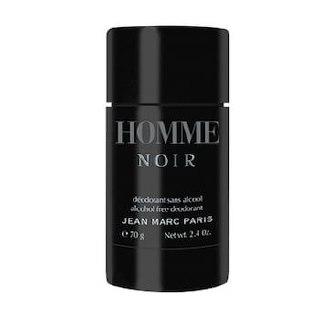 HOMME
NOIR
déodorant sans alcool
alcohol free deodorant
JEAN MARC PARIS
℮ 70 g Net wt. 2.4 oz.